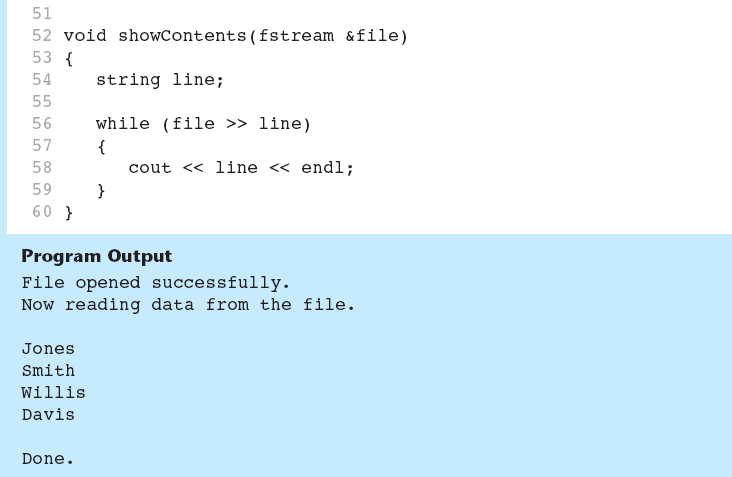 51
52 void showContents(fstream &file)
53 {
54    string line;
55
56    while (file >> line)
57    {
58       cout << line << endl;
59    }
60 }
Program Output
File opened successfully.
Now reading data from the file.
Jones
Smith
Willis
Davis
Done.